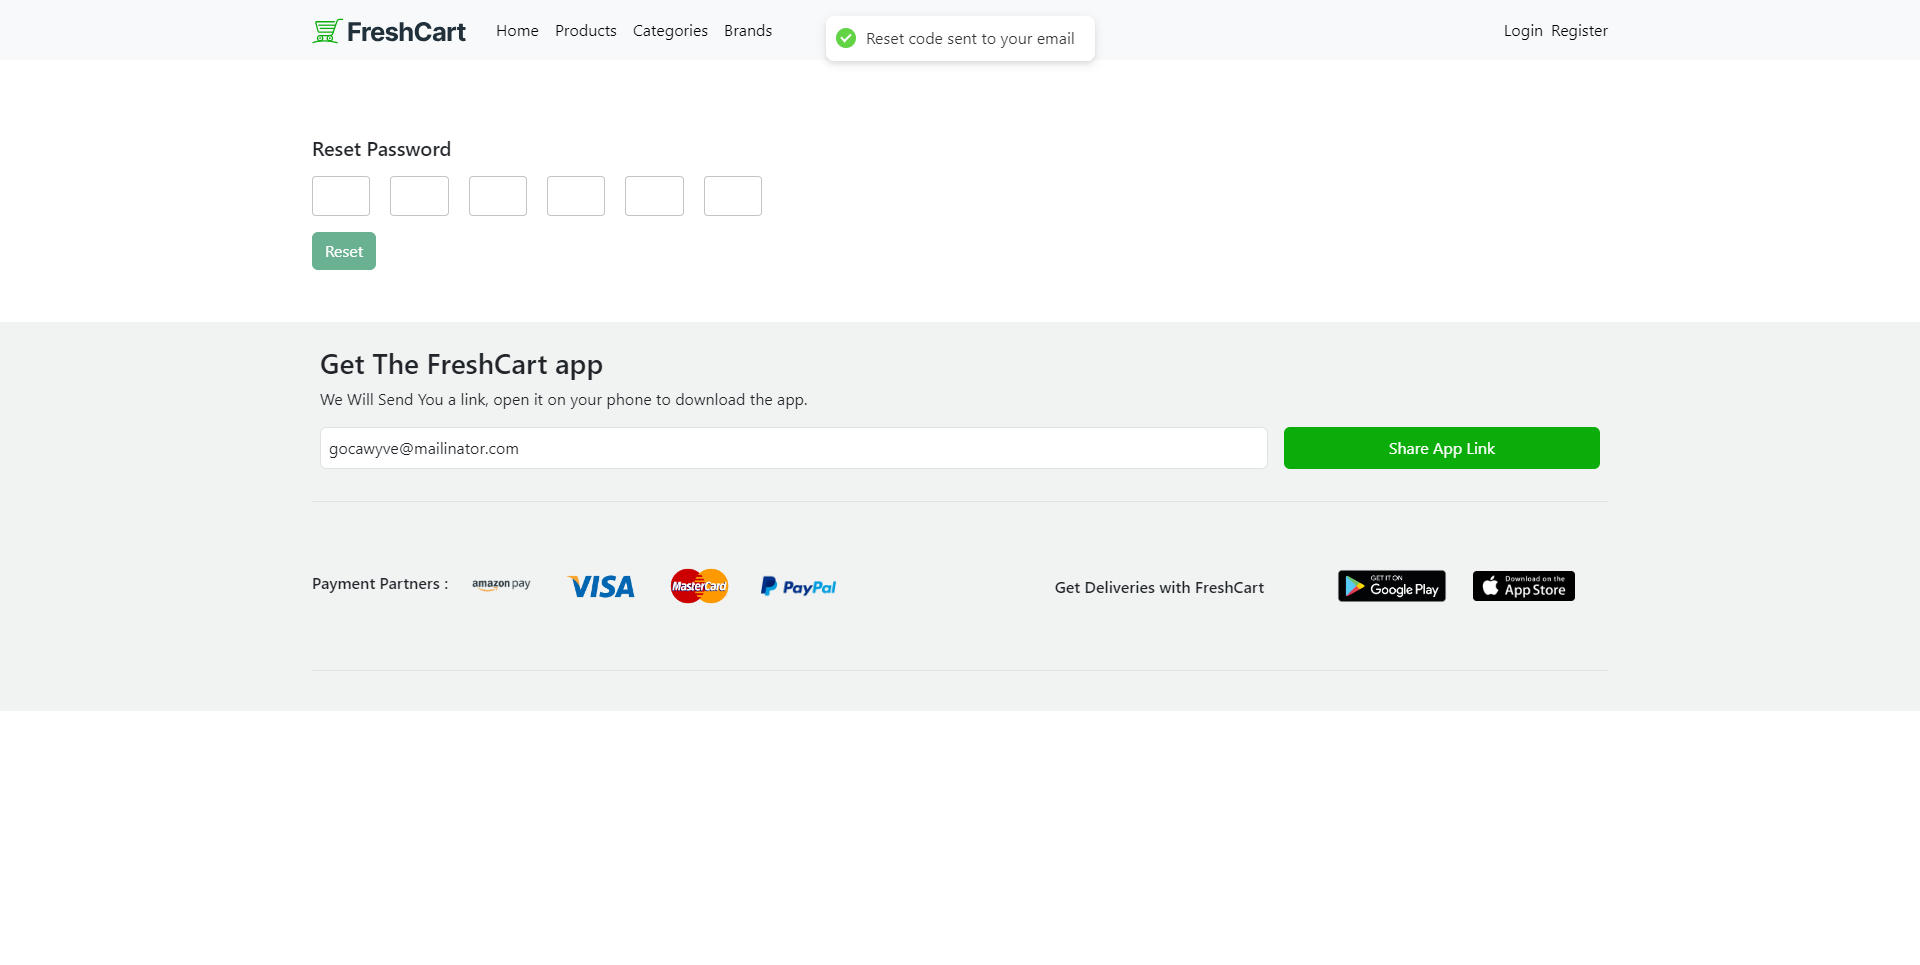 FreshCart
Home Products Categories Brands
Reset code sent to your email
Login Register
Reset Password
Reset
Get The FreshCart app
We Will Send You a link, open it on your phone to download the app.
gocawyve@mailinator.com
Share App Link
Payment Partners :
amazon pay
VISA
MasterCard
PayPal
Get Deliveries with FreshCart
GET IT ON
Google Play
Download on the
App Store